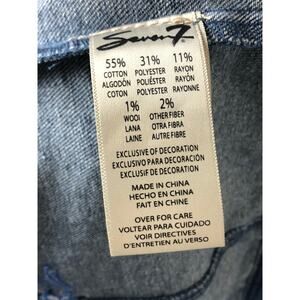 Seven7
55% 31% 11%
COTTON POLYESTER RAYON
ALGODÓN POLIÉSTER RAYÓN
COTON POLYESTER RAYONNE
1% 2%
WOOL OTHER FIBER
LANA OTRA FIBRA
LAINE AUTRE FIBRE
EXCLUSIVE OF DECORATION
EXCLUSIVO PARA DECORACIÓN
EXCLUSIF DE DECORATION
MADE IN CHINA
HECHO EN CHINA
FAIT EN CHINE
OVER FOR CARE
VOLTEAR PARA CUIDADO
VOIR DIRECTIVES
D'ENTRETIEN AU VERSO